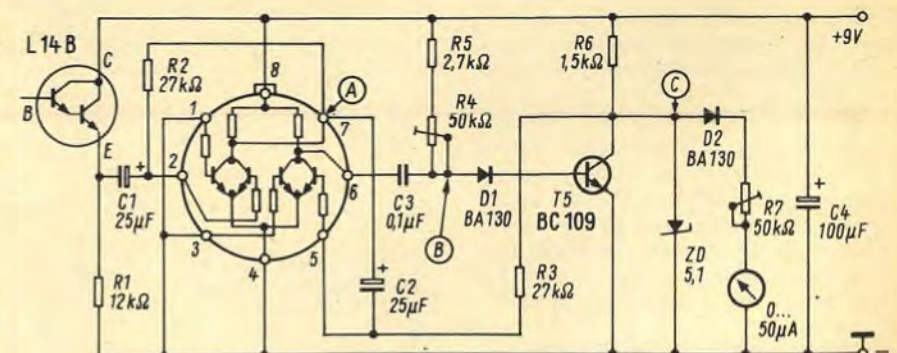 L14B
C
B
E
R2
27kΩ
C1
25µF
R1
12kΩ
1
2
3
4
5
6
7
8
A
C2
25µF
C3
0,1µF
R5
2,7kΩ
R4
50kΩ
B
D1
BA130
R6
1,5kΩ
T5
BC 109
R3
27kΩ
C
D2
BA130
ZD
5,1
R7
50kΩ
0...
50µA
C4
100µF
+9V